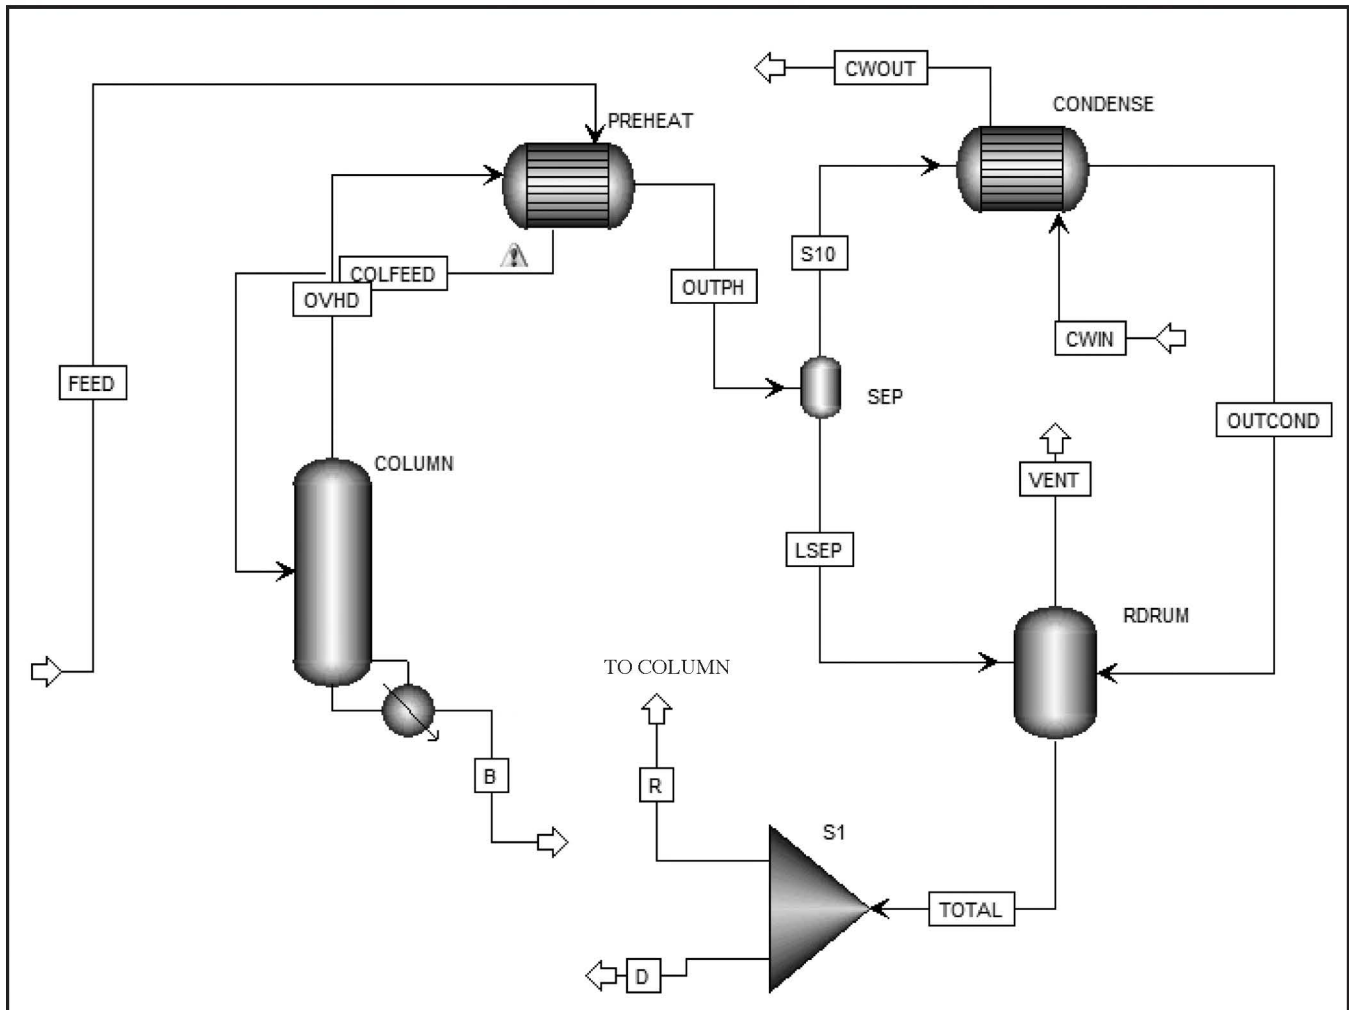 CWOUT
CONDENSE
PREHEAT
S10
COLFEED
OUTPH
OVHD
CWIN
FEED
SEP
OUTCOND
COLUMN
VENT
LSEP
RDRUM
TO COLUMN
B
R
S1
TOTAL
D